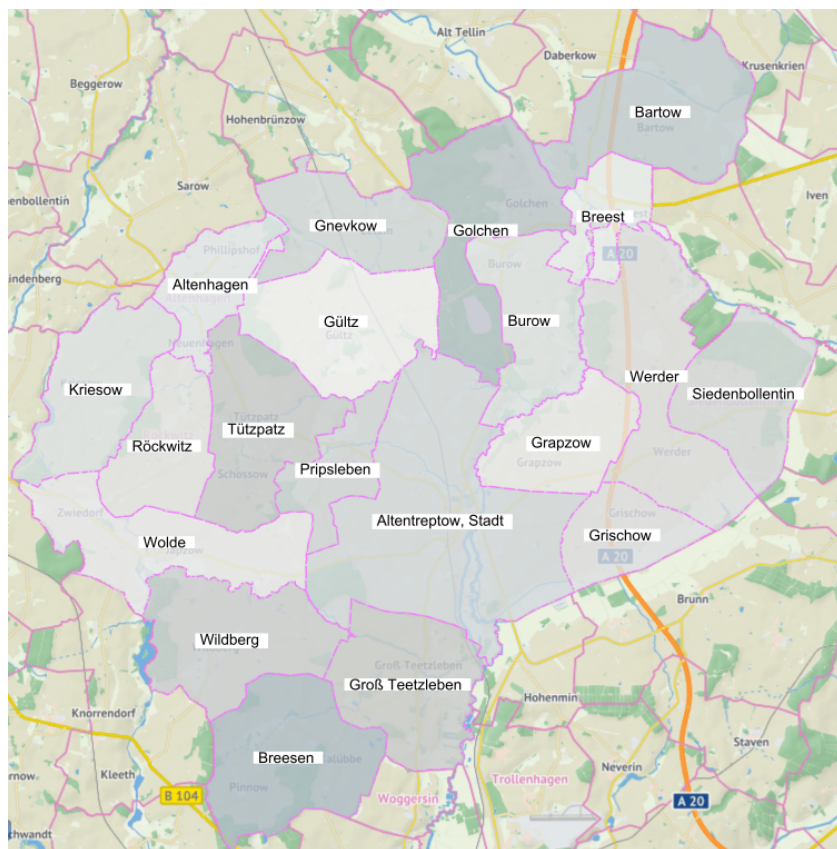 Alt Tellin
Daberkow
Krusenkrien
Beggerow
Bartow
Bartow
Hohenbrünzow
Sarow
Iven
Golchen
Breest
Gnevkow
Golchen
Phillipshof
A 20
Burow
Altenhagen
Altenhagen
Gültz
Gültz
Burow
Neuenhagen
Werder
Kriesow
Siedenbollentin
Tützpatz
Tützpatz
Röckwitz
Grapzow
Grapzow
Werder
Pripsleben
Schossow
Zwiedorf
Altentreptow, Stadt
Grischow
Grischow
Wolde
A 20
Brunn
Wildberg
Wildberg
Groß Teetzleben
Groß Teetzleben
Hohenmin
Knorrendorf
Staven
Breesen
Kleeth
Pinnow
Neverin
Trollenhagen
B 104
Woggersin
A 20